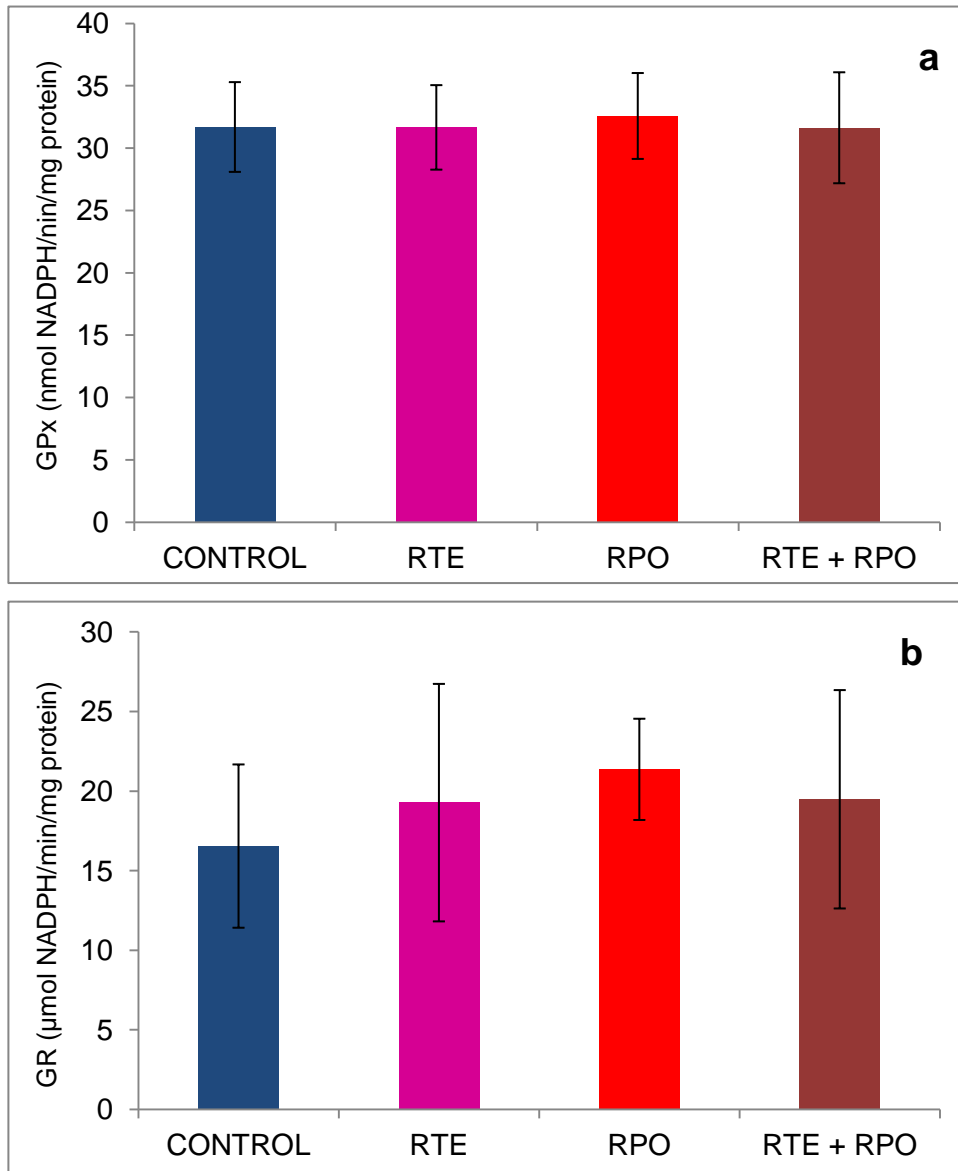 a
GPx (nmol NADPH/nin/mg protein)
40
35
30
25
20
15
10
5
0
CONTROL RTE RPO RTE + RPO
b
GR (µmol NADPH/min/mg protein)
30
25
20
15
10
5
0
CONTROL RTE RPO RTE + RPO